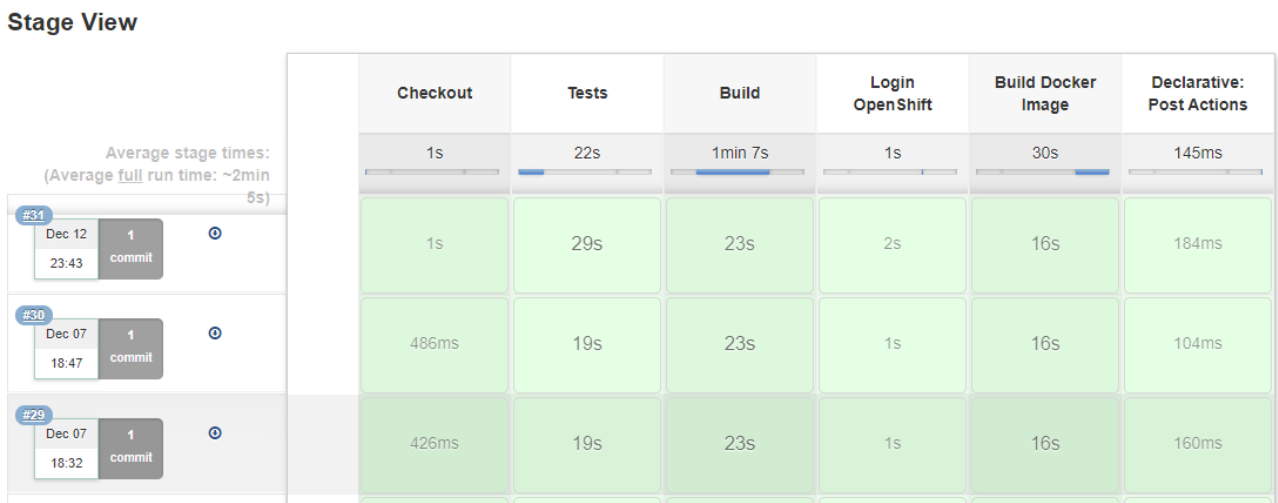 Stage View
Checkout
Tests
Build
Login
OpenShift
Build Docker
Image
Declarative:
Post Actions
Average stage times:
(Average full run time: ~2min
5s)
1s
22s
1min 7s
1s
30s
145ms
#31
Dec 12
23:43
1
commit
1s
29s
23s
2s
16s
184ms
#30
Dec 07
18:47
1
commit
486ms
19s
23s
1s
16s
104ms
#29
Dec 07
18:32
1
commit
426ms
19s
23s
1s
16s
160ms